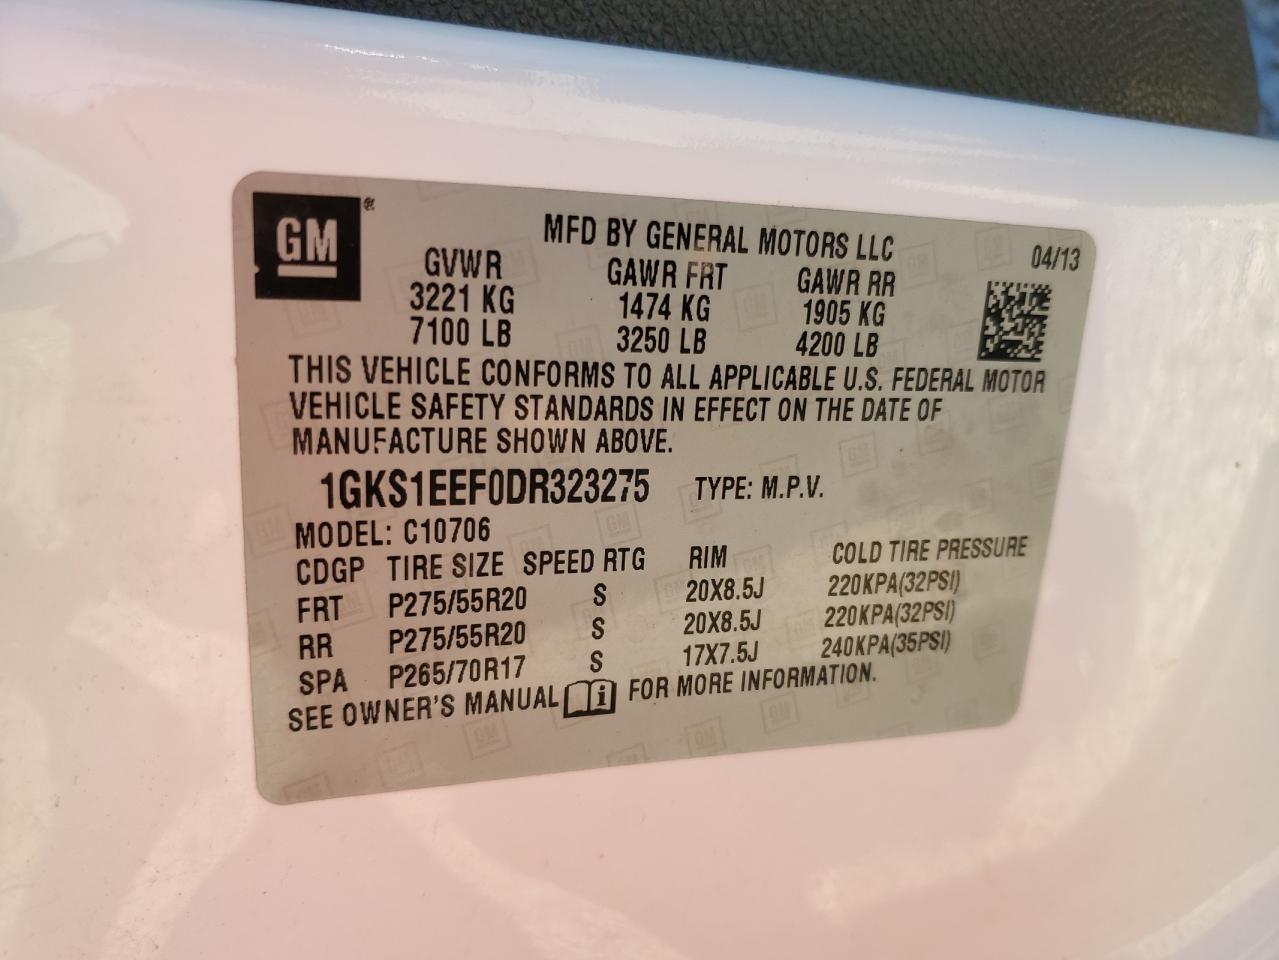 GM®
MFD BY GENERAL MOTORS LLC 04/13
GVWR GAWR FRT GAWR RR
3221 KG 1474 KG 1905 KG
7100 LB 3250 LB 4200 LB
THIS VEHICLE CONFORMS TO ALL APPLICABLE U.S. FEDERAL MOTOR
VEHICLE SAFETY STANDARDS IN EFFECT ON THE DATE OF
MANUFACTURE SHOWN ABOVE.
1GKS1EEF0DR323275 TYPE: M.P.V.
MODEL: C10706
CDGP TIRE SIZE SPEED RTG RIM COLD TIRE PRESSURE
FRT P275/55R20 S 20X8.5J 220KPA(32PSI)
RR P275/55R20 S 20X8.5J 220KPA(32PSI)
SPA P265/70R17 S 17X7.5J 240KPA(35PSI)
SEE OWNER'S MANUAL i FOR MORE INFORMATION.